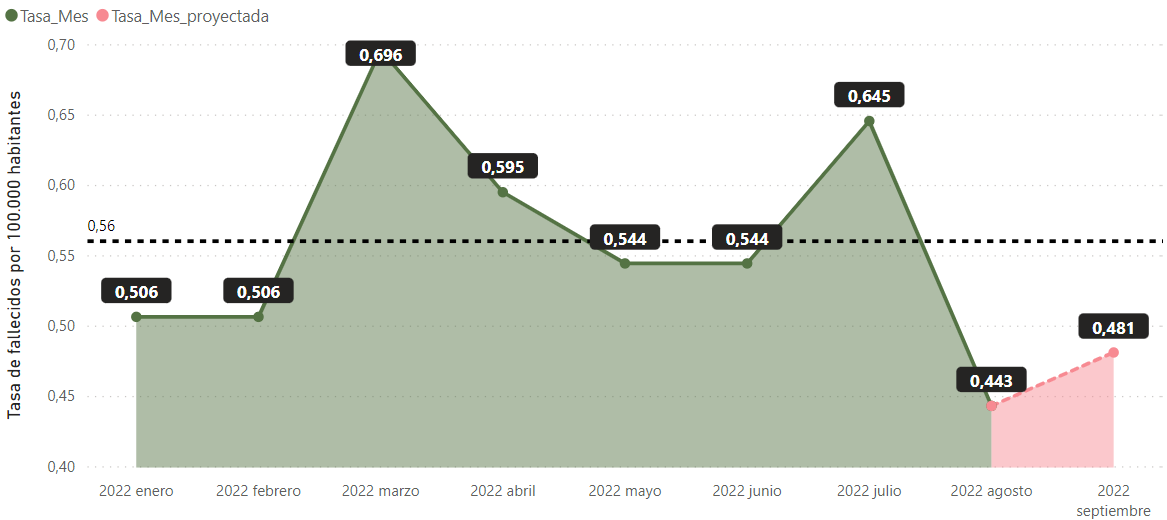 Tasa_Mes Tasa_Mes_proyectada
Tasa de fallecidos por 100.000 habitantes
0,70
0,65
0,60
0,55
0,50
0,45
0,40
0,56
0,506
0,506
0,696
0,595
0,544
0,544
0,645
0,443
0,481
2022 enero
2022 febrero
2022 marzo
2022 abril
2022 mayo
2022 junio
2022 julio
2022 agosto
2022
septiembre